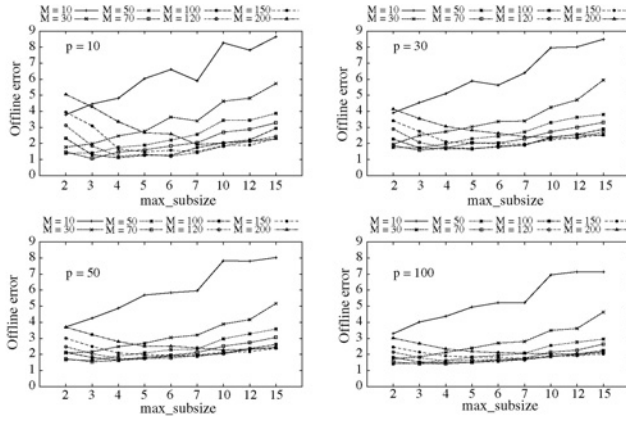 M = 10 M = 50 M = 100 M = 150
M = 30 M = 70 M = 120 M = 200
p = 10
Offline error
9
8
7
6
5
4
3
2
1
0
2 3 4 5 6 7 10 12 15
max_subsize
M = 10 M = 50 M = 100 M = 150
M = 30 M = 70 M = 120 M = 200
p = 30
Offline error
9
8
7
6
5
4
3
2
1
0
2 3 4 5 6 7 10 12 15
max_subsize
M = 10 M = 50 M = 100 M = 150
M = 30 M = 70 M = 120 M = 200
p = 50
Offline error
9
8
7
6
5
4
3
2
1
0
2 3 4 5 6 7 10 12 15
max_subsize
M = 10 M = 50 M = 100 M = 150
M = 30 M = 70 M = 120 M = 200
p = 100
Offline error
9
8
7
6
5
4
3
2
1
0
2 3 4 5 6 7 10 12 15
max_subsize